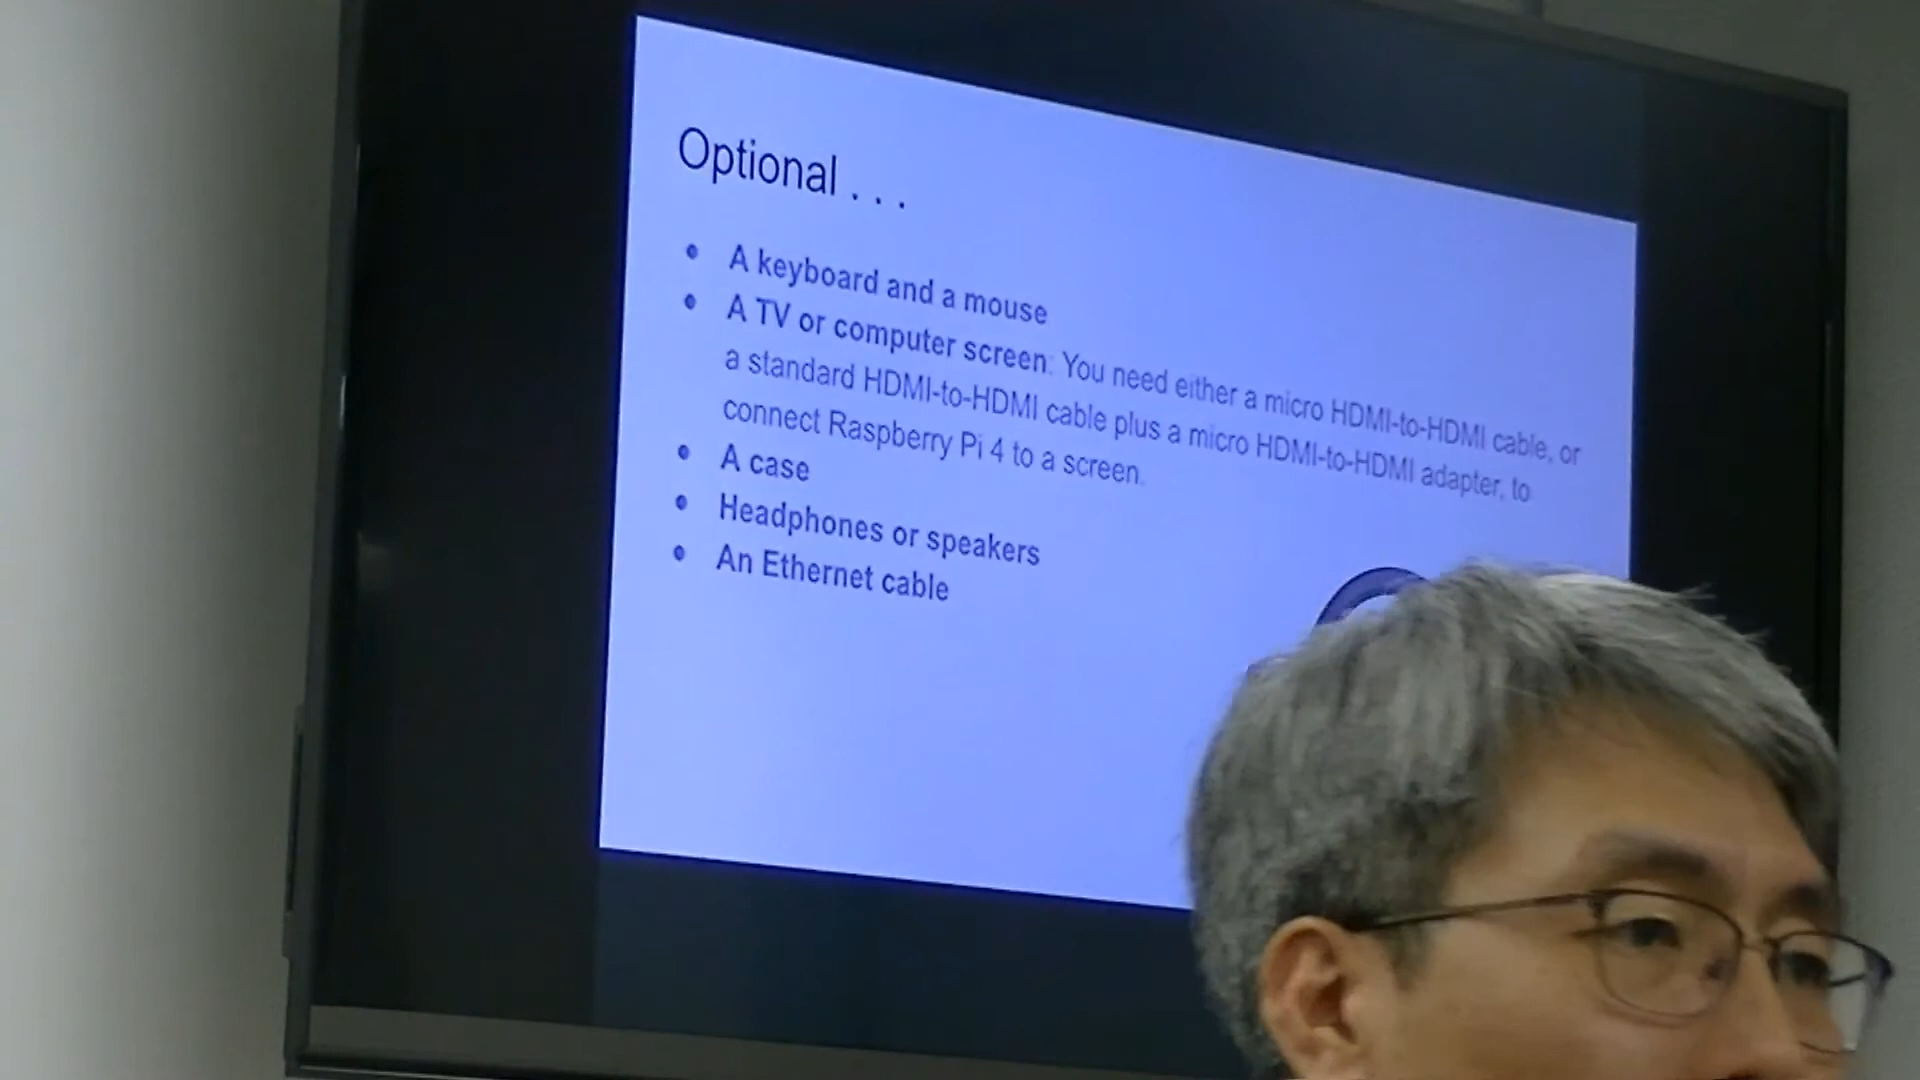 Optional . . .
• A keyboard and a mouse
• A TV or computer screen: You need either a micro HDMI-to-HDMI cable, or
a standard HDMI-to-HDMI cable plus a micro HDMI-to-HDMI adapter, to
connect Raspberry Pi 4 to a screen.
• A case
• Headphones or speakers
• An Ethernet cable